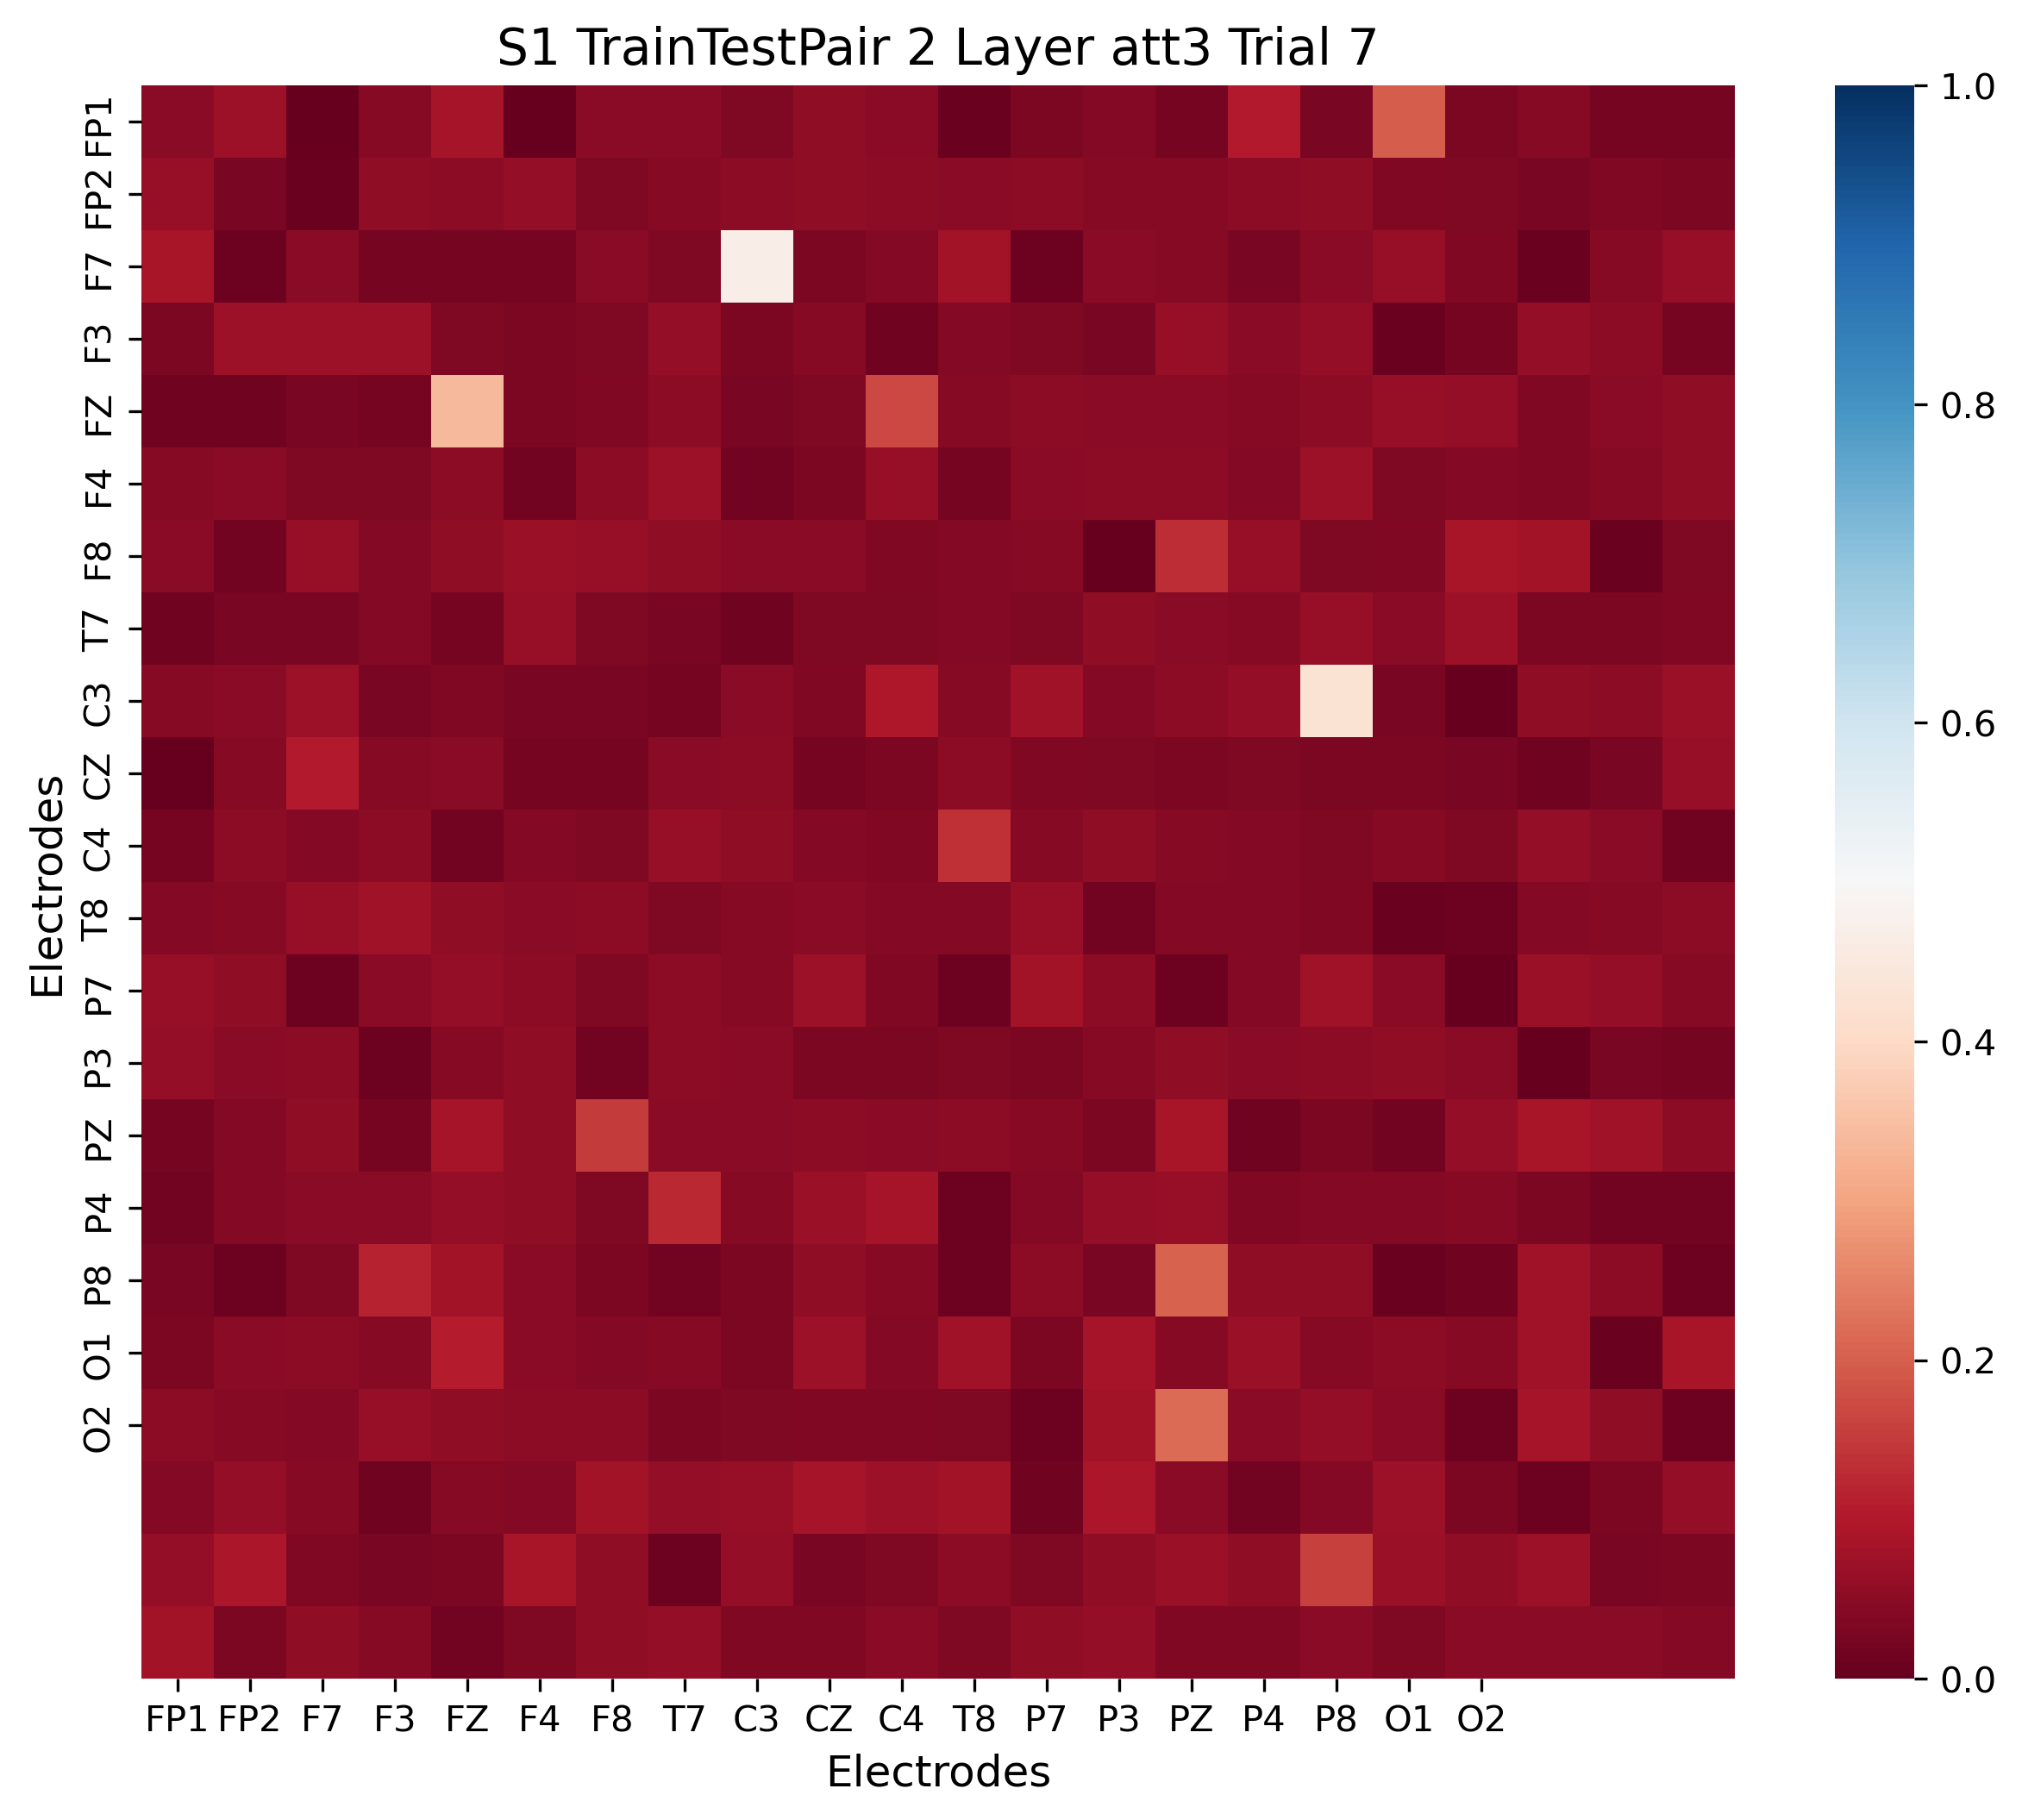 S1 TrainTestPair 2 Layer att3 Trial 7
Electrodes
FP1
FP2
F7
F3
FZ
F4
F8
T7
C3
CZ
C4
T8
P7
P3
PZ
P4
P8
O1
O2
FP1 FP2 F7 F3 FZ F4 F8 T7 C3 CZ C4 T8 P7 P3 PZ P4 P8 O1 O2
Electrodes
1.0
0.8
0.6
0.4
0.2
0.0